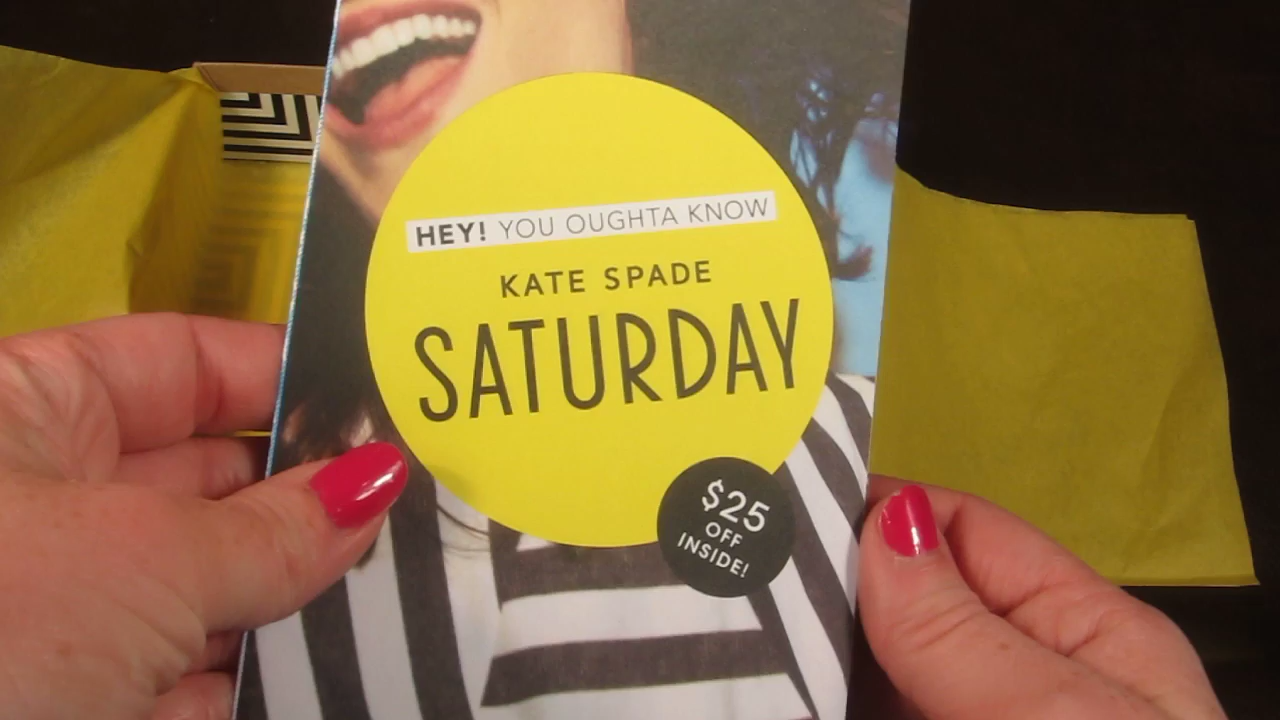 HEY! YOU OUGHTA KNOW
KATE SPADE
SATURDAY
$25
OFF
INSIDE!